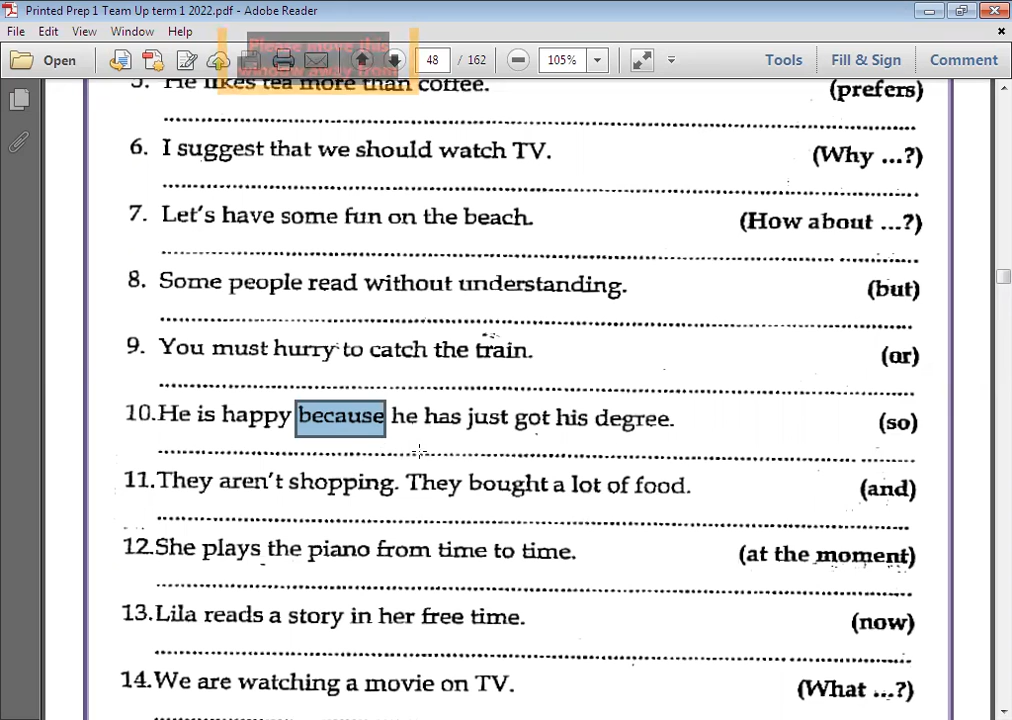 Printed Prep 1 Team Up term 1 2022.pdf - Adobe Reader
File Edit View Window Help
Open 48 / 162 105% Tools Fill & Sign Comment
Please move this
window away from
5. He likes tea more than coffee. (prefers)
6. I suggest that we should watch TV. (Why ...?)
7. Let's have some fun on the beach. (How about ...?)
8. Some people read without understanding. (but)
9. You must hurry to catch the train. (or)
10.He is happy because he has just got his degree. (so)
11.They aren't shopping. They bought a lot of food. (and)
12.She plays the piano from time to time. (at the moment)
13.Lila reads a story in her free time. (now)
14.We are watching a movie on TV. (What ...?)